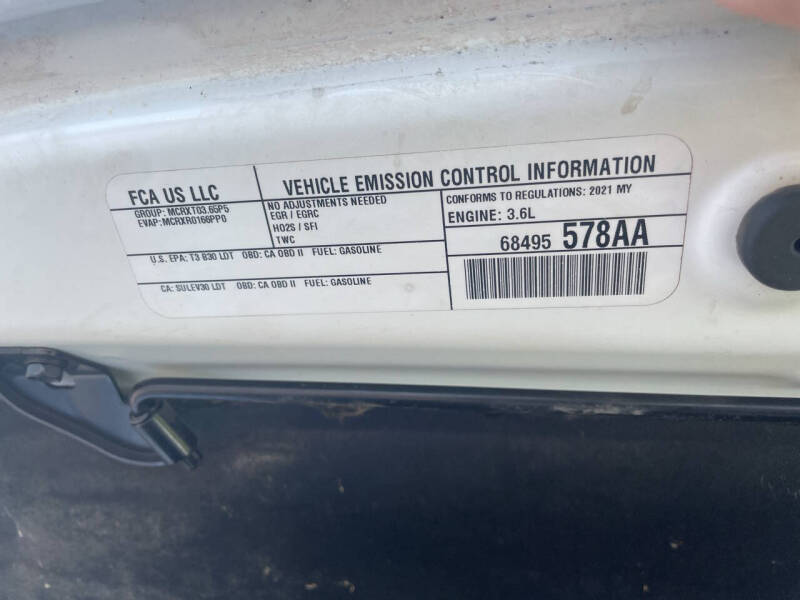 FCA US LLC
GROUP: MCRXT03.65P5
EVAP: MCRXR0166PP0
VEHICLE EMISSION CONTROL INFORMATION
NO ADJUSTMENTS NEEDED
EGR / EGRC
HO2S / SFI
TWC
CONFORMS TO REGULATIONS: 2021 MY
ENGINE: 3.6L
68495 578AA
U.S. EPA: T3 B30 LDT OBD: CA OBD II FUEL: GASOLINE
CA: SULEV30 LDT OBD: CA OBD II FUEL: GASOLINE